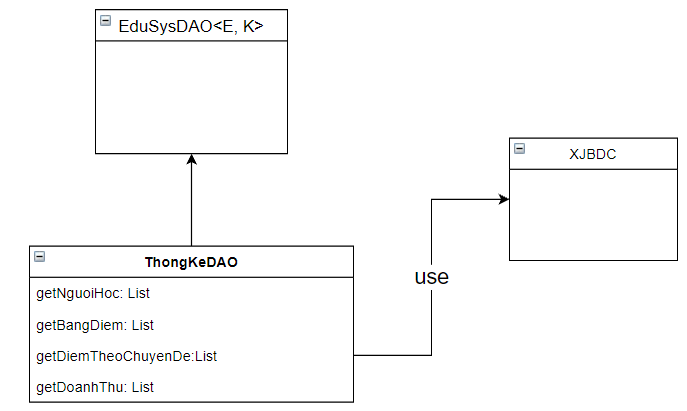 EduSysDAO<E, K>
XJBDC
ThongKeDAO
getNguoiHoc: List
getBangDiem: List
getDiemTheoChuyenDe:List
getDoanhThu: List
use